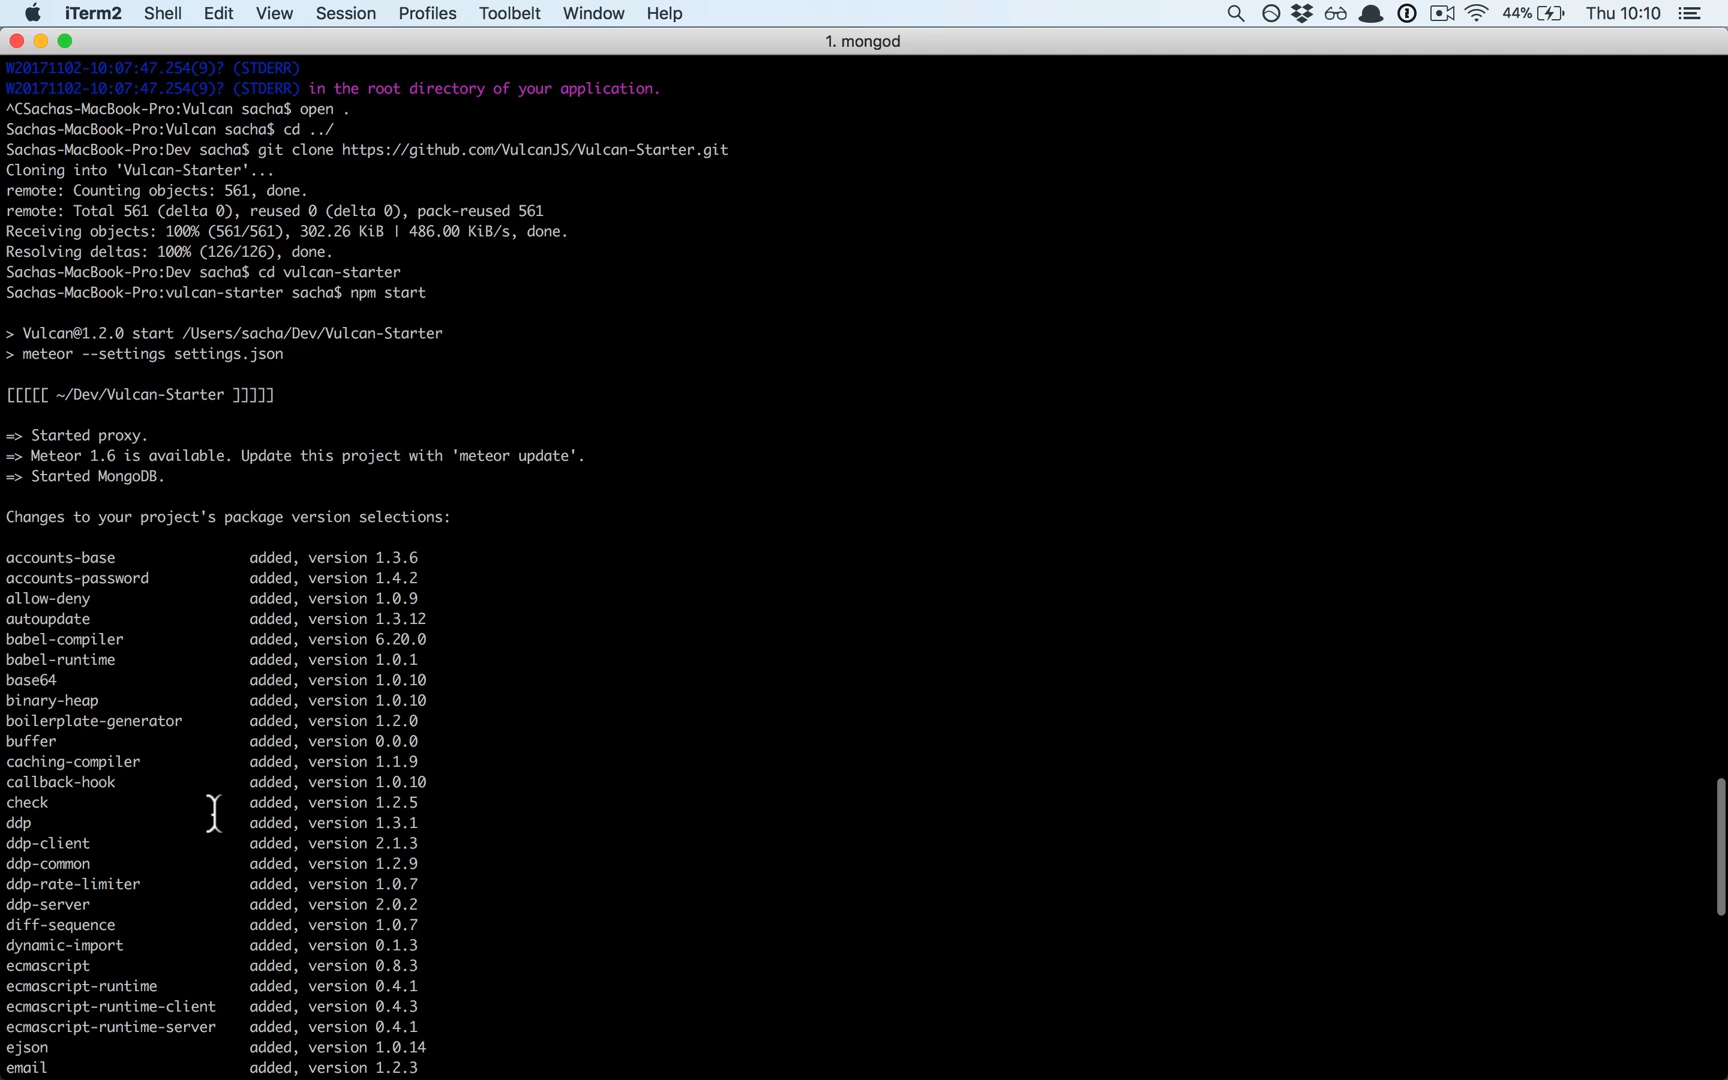 iTerm2 Shell Edit View Session Profiles Toolbelt Window Help 44% Thu 10:10
1. mongod
W20171102-10:07:47.254(9)? (STDERR)
W20171102-10:07:47.254(9)? (STDERR) in the root directory of your application.
^CSachas-MacBook-Pro:Vulcan sacha$ open .
Sachas-MacBook-Pro:Vulcan sacha$ cd ../
Sachas-MacBook-Pro:Dev sacha$ git clone https://github.com/VulcanJS/Vulcan-Starter.git
Cloning into 'Vulcan-Starter'...
remote: Counting objects: 561, done.
remote: Total 561 (delta 0), reused 0 (delta 0), pack-reused 561
Receiving objects: 100% (561/561), 302.26 KiB | 486.00 KiB/s, done.
Resolving deltas: 100% (126/126), done.
Sachas-MacBook-Pro:Dev sacha$ cd vulcan-starter
Sachas-MacBook-Pro:vulcan-starter sacha$ npm start
> Vulcan@1.2.0 start /Users/sacha/Dev/Vulcan-Starter
> meteor --settings settings.json
[[[[[ ~/Dev/Vulcan-Starter ]]]]]
=> Started proxy.
=> Meteor 1.6 is available. Update this project with 'meteor update'.
=> Started MongoDB.
Changes to your project's package version selections:
accounts-base added, version 1.3.6
accounts-password added, version 1.4.2
allow-deny added, version 1.0.9
autoupdate added, version 1.3.12
babel-compiler added, version 6.20.0
babel-runtime added, version 1.0.1
base64 added, version 1.0.10
binary-heap added, version 1.0.10
boilerplate-generator added, version 1.2.0
buffer added, version 0.0.0
caching-compiler added, version 1.1.9
callback-hook added, version 1.0.10
check added, version 1.2.5
ddp added, version 1.3.1
ddp-client added, version 2.1.3
ddp-common added, version 1.2.9
ddp-rate-limiter added, version 1.0.7
ddp-server added, version 2.0.2
diff-sequence added, version 1.0.7
dynamic-import added, version 0.1.3
ecmascript added, version 0.8.3
ecmascript-runtime added, version 0.4.1
ecmascript-runtime-client added, version 0.4.3
ecmascript-runtime-server added, version 0.4.1
ejson added, version 1.0.14
email added, version 1.2.3